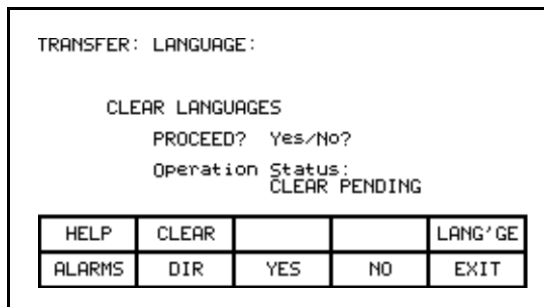 TRANSFER: LANGUAGE:
CLEAR LANGUAGES
PROCEED? Yes/No?
Operation Status:
CLEAR PENDING
HELP CLEAR LANG'GE
ALARMS DIR YES NO EXIT